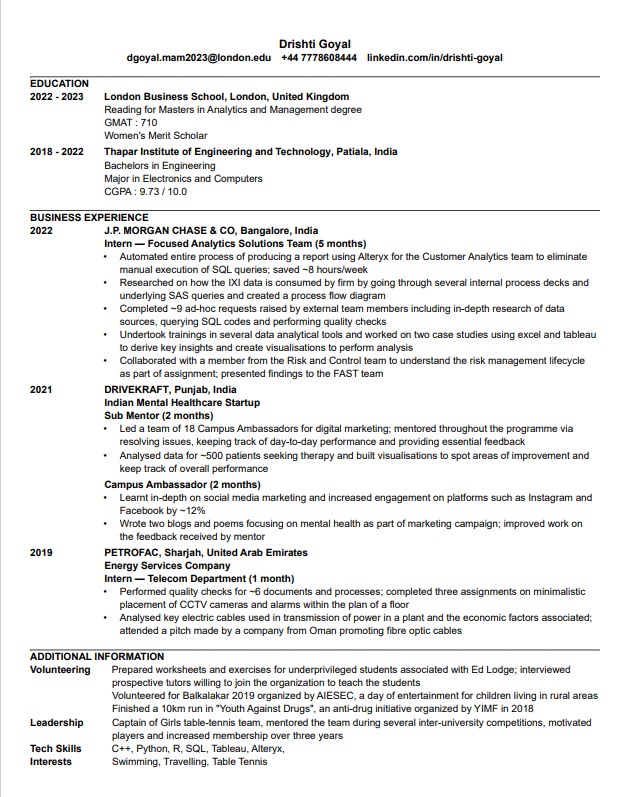 Drishti Goyal
dgoyal.mam2023@london.edu +44 7778608444 linkedin.com/in/drishti-goyal
EDUCATION
2022 - 2023 London Business School, London, United Kingdom
Reading for Masters in Analytics and Management degree
GMAT : 710
Women's Merit Scholar
2018 - 2022 Thapar Institute of Engineering and Technology, Patiala, India
Bachelors in Engineering
Major in Electronics and Computers
CGPA : 9.73 / 10.0
BUSINESS EXPERIENCE
2022 J.P. MORGAN CHASE & CO, Bangalore, India
Intern — Focused Analytics Solutions Team (5 months)
• Automated entire process of producing a report using Alteryx for the Customer Analytics team to eliminate
manual execution of SQL queries; saved ~8 hours/week
• Researched on how the IXI data is consumed by firm by going through several internal process decks and
underlying SAS queries and created a process flow diagram
• Completed ~9 ad-hoc requests raised by external team members including in-depth research of data
sources, querying SQL codes and performing quality checks
• Undertook trainings in several data analytical tools and worked on two case studies using excel and tableau
to derive key insights and create visualisations to perform analysis
• Collaborated with a member from the Risk and Control team to understand the risk management lifecycle
as part of assignment; presented findings to the FAST team
2021 DRIVEKRAFT, Punjab, India
Indian Mental Healthcare Startup
Sub Mentor (2 months)
• Led a team of 18 Campus Ambassadors for digital marketing; mentored throughout the programme via
resolving issues, keeping track of day-to-day performance and providing essential feedback
• Analysed data for ~500 patients seeking therapy and built visualisations to spot areas of improvement and
keep track of overall performance
Campus Ambassador (2 months)
• Learnt in-depth on social media marketing and increased engagement on platforms such as Instagram and
Facebook by ~12%
• Wrote two blogs and poems focusing on mental health as part of marketing campaign; improved work on
the feedback received by mentor
2019 PETROFAC, Sharjah, United Arab Emirates
Energy Services Company
Intern — Telecom Department (1 month)
• Performed quality checks for ~6 documents and processes; completed three assignments on minimalistic
placement of CCTV cameras and alarms within the plan of a floor
• Analysed key electric cables used in transmission of power in a plant and the economic factors associated;
attended a pitch made by a company from Oman promoting fibre optic cables
ADDITIONAL INFORMATION
Volunteering Prepared worksheets and exercises for underprivileged students associated with Ed Lodge; interviewed
prospective tutors willing to join the organization to teach the students
Volunteered for Balkalakar 2019 organized by AIESEC, a day of entertainment for children living in rural areas
Finished a 10km run in "Youth Against Drugs", an anti-drug initiative organized by YIMF in 2018
Leadership Captain of Girls table-tennis team, mentored the team during several inter-university competitions, motivated
players and increased membership over three years
Tech Skills C++, Python, R, SQL, Tableau, Alteryx,
Interests Swimming, Travelling, Table Tennis